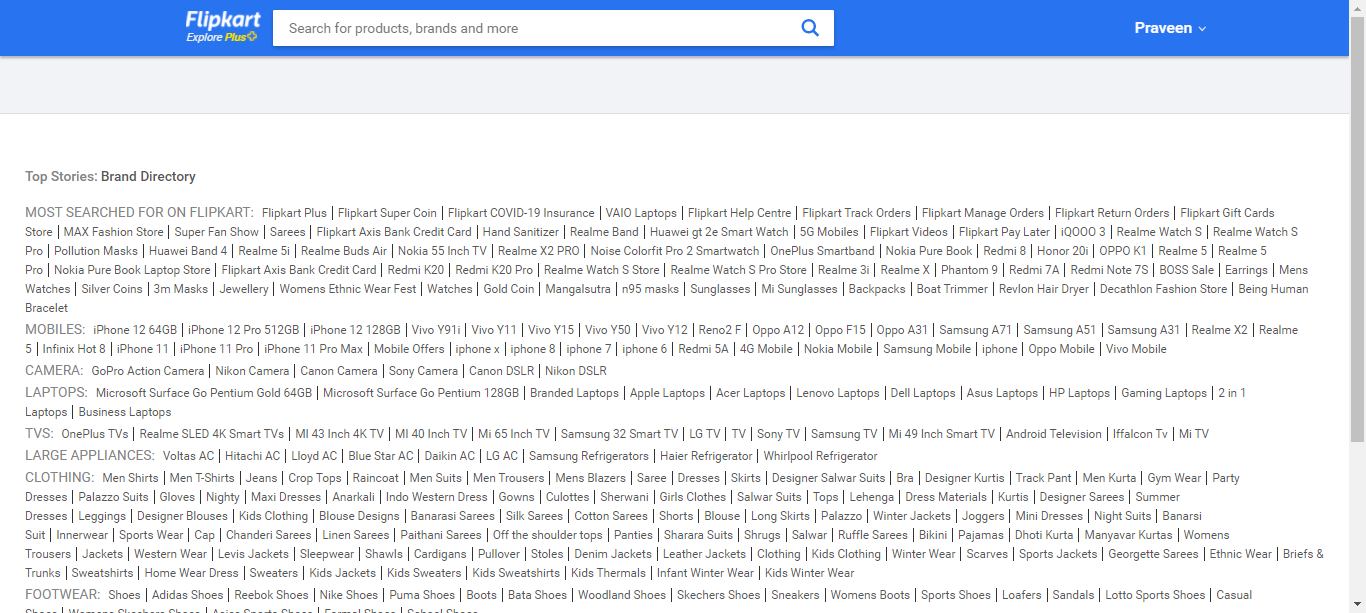 Flipkart
Explore Plus
Search for products, brands and more
Praveen
Top Stories: Brand Directory
MOST SEARCHED FOR ON FLIPKART: Flipkart Plus | Flipkart Super Coin | Flipkart COVID-19 Insurance | VAIO Laptops | Flipkart Help Centre | Flipkart Track Orders | Flipkart Manage Orders | Flipkart Return Orders | Flipkart Gift Cards
Store | MAX Fashion Store | Super Fan Show | Sarees | Flipkart Axis Bank Credit Card | Hand Sanitizer | Realme Band | Huawei gt 2e Smart Watch | 5G Mobiles | Flipkart Videos | Flipkart Pay Later | iQOOO 3 | Realme Watch S | Realme Watch S
Pro | Pollution Masks | Huawei Band 4 | Realme 5i | Realme Buds Air | Nokia 55 Inch TV | Realme X2 PRO | Noise Colorfit Pro 2 Smartwatch | OnePlus Smartband | Nokia Pure Book | Redmi 8 | Honor 20i | OPPO K1 | Realme 5 | Realme 5
Pro | Nokia Pure Book Laptop Store | Flipkart Axis Bank Credit Card | Redmi K20 | Redmi K20 Pro | Realme Watch S Store | Realme Watch S Pro Store | Realme 3i | Realme X | Phantom 9 | Redmi 7A | Redmi Note 7S | BOSS Sale | Earrings | Mens
Watches | Silver Coins | 3m Masks | Jewellery | Womens Ethnic Wear Fest | Watches | Gold Coin | Mangalsutra | n95 masks | Sunglasses | Mi Sunglasses | Backpacks | Boat Trimmer | Revlon Hair Dryer | Decathlon Fashion Store | Being Human
Bracelet
MOBILES: iPhone 12 64GB | iPhone 12 Pro 512GB | iPhone 12 128GB | Vivo Y91i | Vivo Y11 | Vivo Y15 | Vivo Y50 | Vivo Y12 | Reno2 F | Oppo A12 | Oppo F15 | Oppo A31 | Samsung A71 | Samsung A51 | Samsung A31 | Realme X2 | Realme
5 | Infinix Hot 8 | iPhone 11 | iPhone 11 Pro | iPhone 11 Pro Max | Mobile Offers | iphone x | iphone 8 | iphone 7 | iphone 6 | Redmi 5A | 4G Mobile | Nokia Mobile | Samsung Mobile | iphone | Oppo Mobile | Vivo Mobile
CAMERA: GoPro Action Camera | Nikon Camera | Canon Camera | Sony Camera | Canon DSLR | Nikon DSLR
LAPTOPS: Microsoft Surface Go Pentium Gold 64GB | Microsoft Surface Go Pentium 128GB | Branded Laptops | Apple Laptops | Acer Laptops | Lenovo Laptops | Dell Laptops | Asus Laptops | HP Laptops | Gaming Laptops | 2 in 1
Laptops | Business Laptops
TVS: OnePlus TVs | Realme SLED 4K Smart TVs | MI 43 Inch 4K TV | MI 40 Inch TV | Mi 65 Inch TV | Samsung 32 Smart TV | LG TV | TV | Sony TV | Samsung TV | Mi 49 Inch Smart TV | Android Television | Iffalcon Tv | Mi TV
LARGE APPLIANCES: Voltas AC | Hitachi AC | Lloyd AC | Blue Star AC | Daikin AC | LG AC | Samsung Refrigerators | Haier Refrigerator | Whirlpool Refrigerator
CLOTHING: Men Shirts | Men T-Shirts | Jeans | Crop Tops | Raincoat | Men Suits | Men Trousers | Mens Blazers | Saree | Dresses | Skirts | Designer Salwar Suits | Bra | Designer Kurtis | Track Pant | Men Kurta | Gym Wear | Party
Dresses | Palazzo Suits | Gloves | Nighty | Maxi Dresses | Anarkali | Indo Western Dress | Gowns | Culottes | Sherwani | Girls Clothes | Salwar Suits | Tops | Lehenga | Dress Materials | Kurtis | Designer Sarees | Summer
Dresses | Leggings | Designer Blouses | Kids Clothing | Blouse Designs | Banarasi Sarees | Silk Sarees | Cotton Sarees | Shorts | Blouse | Long Skirts | Palazzo | Winter Jackets | Joggers | Mini Dresses | Night Suits | Banarsi
Suit | Innerwear | Sports Wear | Cap | Chanderi Sarees | Linen Sarees | Paithani Sarees | Off the shoulder tops | Panties | Sharara Suits | Shrugs | Salwar | Ruffle Sarees | Bikini | Pajamas | Dhoti Kurta | Manyavar Kurtas | Womens
Trousers | Jackets | Western Wear | Levis Jackets | Sleepwear | Shawls | Cardigans | Pullover | Stoles | Denim Jackets | Leather Jackets | Clothing | Kids Clothing | Winter Wear | Scarves | Sports Jackets | Georgette Sarees | Ethnic Wear | Briefs &
Trunks | Sweatshirts | Home Wear Dress | Sweaters | Kids Jackets | Kids Sweaters | Kids Sweatshirts | Kids Thermals | Infant Winter Wear | Kids Winter Wear
FOOTWEAR: Shoes | Adidas Shoes | Reebok Shoes | Nike Shoes | Puma Shoes | Boots | Bata Shoes | Woodland Shoes | Skechers Shoes | Sneakers | Womens Boots | Sports Shoes | Loafers | Sandals | Lotto Sports Shoes | Casual
Shoes | Womens Skechers Shoes | Asics Sports Shoes | Formal Shoes | School Shoes